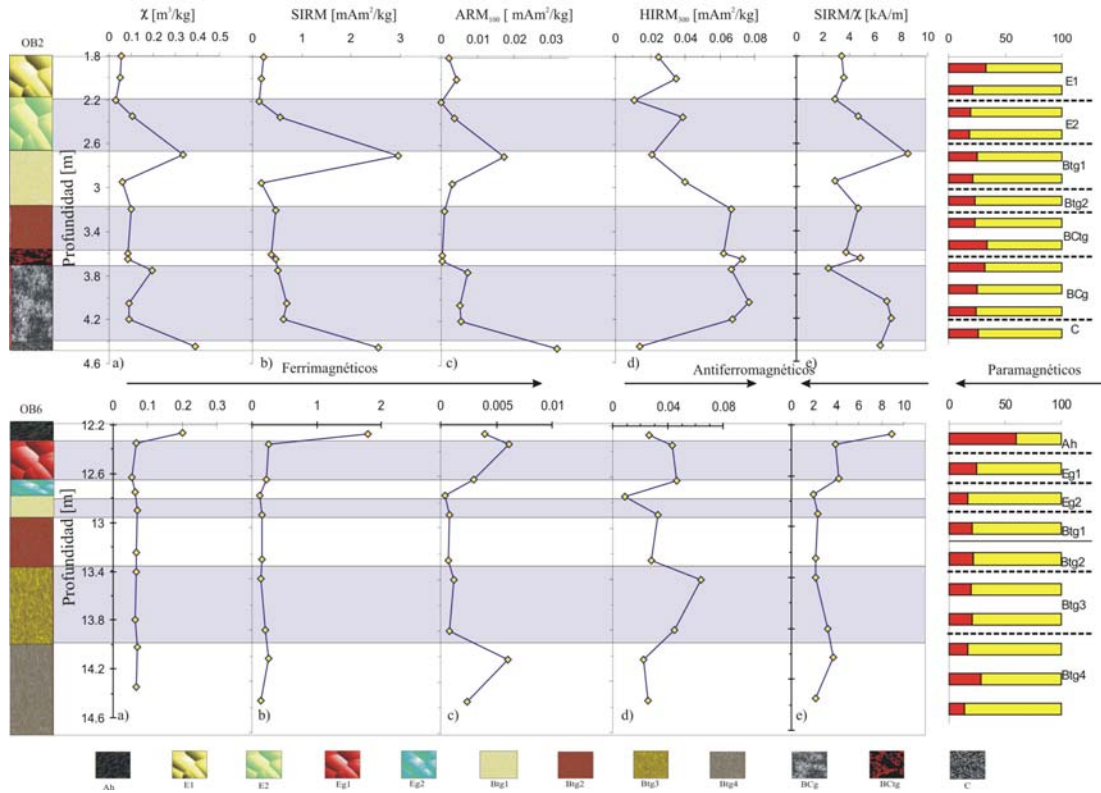 χ [m³/kg] SIRM [mAm²/kg] ARM₁₀₀ [ mAm²/kg] HIRM₃₀₀ [mAm²/kg] SIRM/χ [kA/m]
OB2 0 0.1 0.2 0.3 0.4 0 1 2 3 0 0.01 0.02 0.03 0 0.02 0.04 0.06 0.08 0 2 4 6 8 10 0 50 100
1.8
E1
2.2
E2
2.6
Btg1
Profundidad [m]
3
Btg2
3.4
BCtg
3.8
BCg
4.2
C
4.6
a) b) c) d) e)
Ferrimagnéticos Antiferromagnéticos Paramagnéticos
OB6 0 0.1 0.2 0.3 0.4 0 1 2 0 0.005 0.01 0 0.04 0.08 0 2 4 6 8 10 0 50 100
12.2
Ah
12.6
Eg1
Eg2
Profundidad [m]
13
Btg1
Btg2
13.4
Btg3
13.8
14.2
Btg4
14.6
a) b) c) d) e)
Ah E1 E2 Eg1 Eg2 Btg1 Btg2 Btg3 Btg4 BCg BCtg C